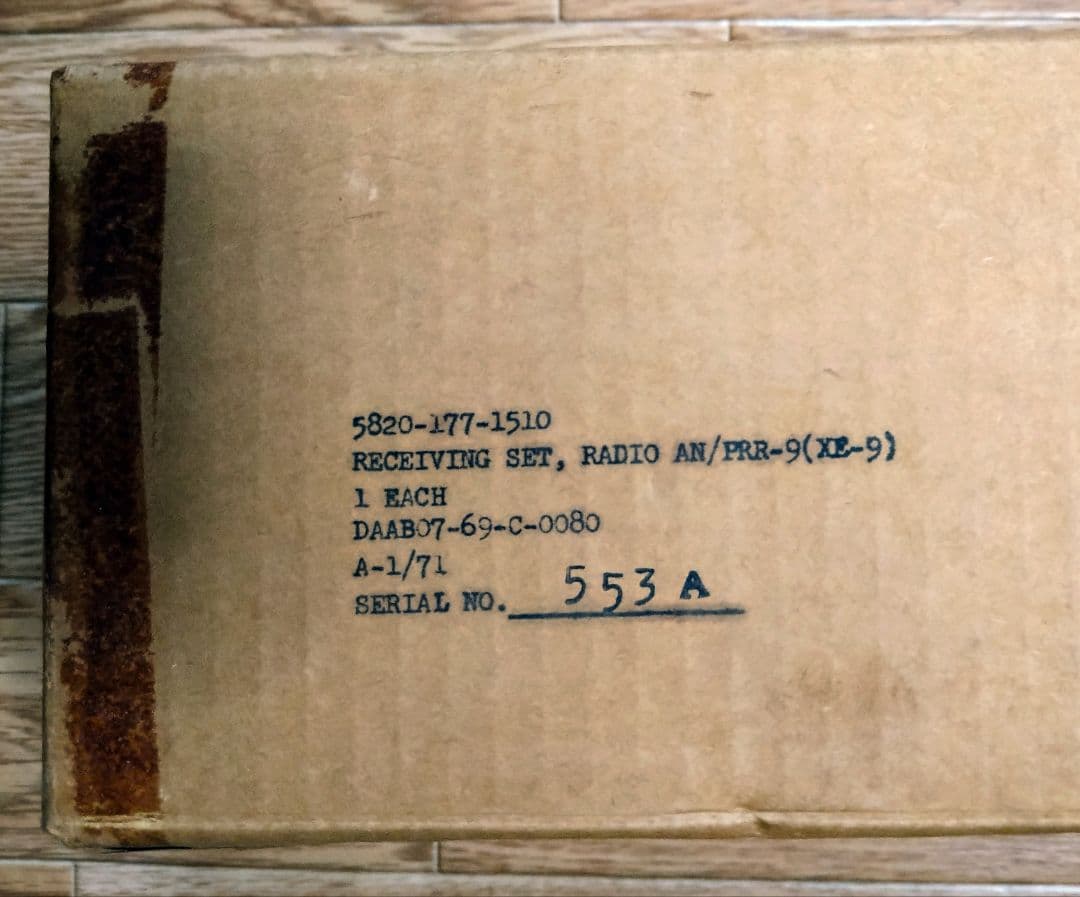 5820-177-1510
RECEIVING SET, RADIO AN/PRR-9(XE-9)
1 EACH
DAAB07-69-C-0080
A-1/71
SERIAL NO. 553 A